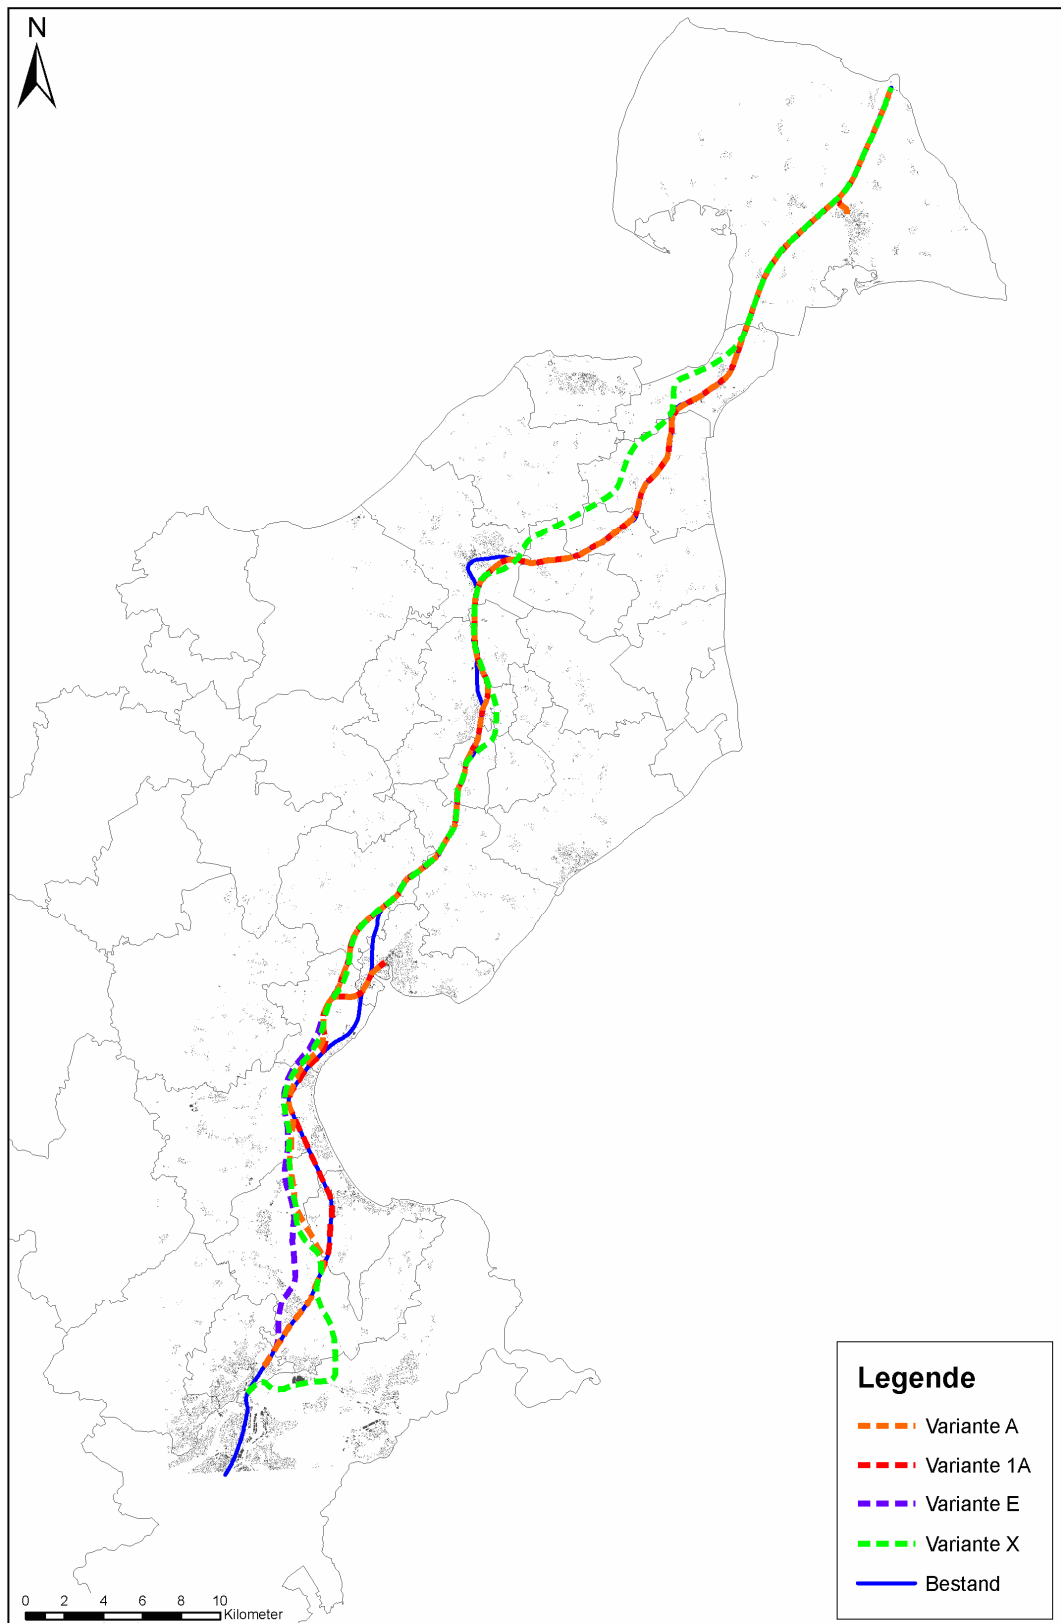 N
Legende
Variante A
Variante 1A
Variante E
Variante X
Bestand
0 2 4 6 8 10
Kilometer